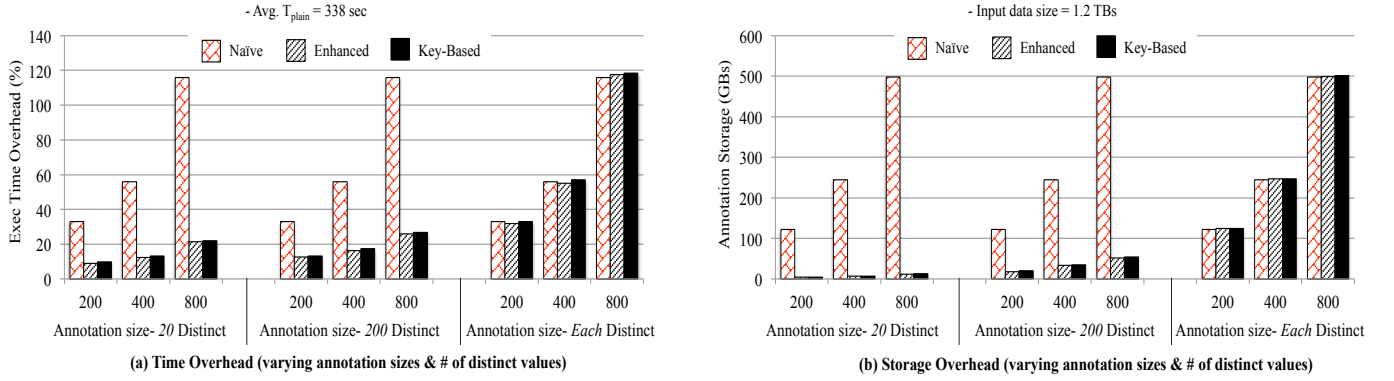 - Avg. Tplain = 338 sec
Exec Time Overhead (%)
140
120
100
80
60
40
20
0
Naïve
Enhanced
Key-Based
200 400 800 200 400 800 200 400 800
Annotation size- 20 Distinct Annotation size- 200 Distinct Annotation size- Each Distinct
(a) Time Overhead (varying annotation sizes & # of distinct values)
- Input data size = 1.2 TBs
Annotation Storage (GBs)
600
500
400
300
200
100
0
Naïve
Enhanced
Key-Based
200 400 800 200 400 800 200 400 800
Annotation size- 20 Distinct Annotation size- 200 Distinct Annotation size- Each Distinct
(b) Storage Overhead (varying annotation sizes & # of distinct values)